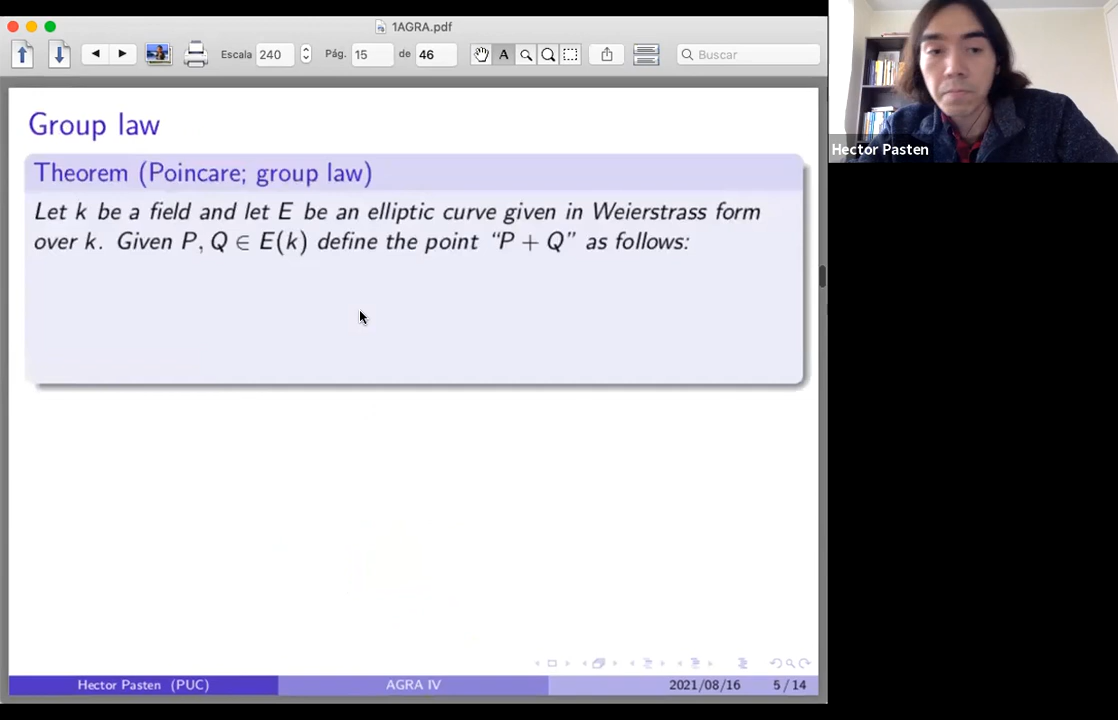 1AGRA.pdf
Escala 240 Pág. 15 de 46 A Buscar
Hector Pasten
Group law
Theorem (Poincare; group law)
Let k be a field and let E be an elliptic curve given in Weierstrass form
over k. Given P, Q ∈ E(k) define the point “P + Q” as follows:
Hector Pasten (PUC) AGRA IV 2021/08/16 5 / 14